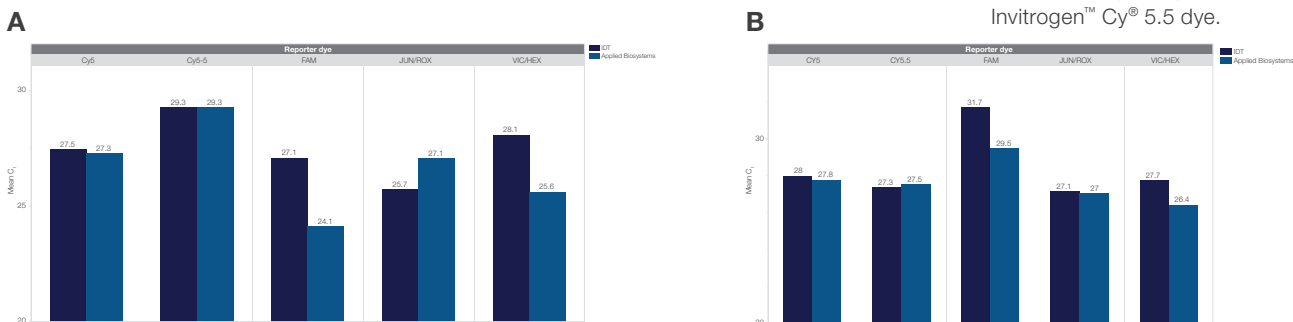 Invitrogen™ Cy® 5.5 dye.
A
Reporter dye
IDT
Applied Biosystems
Cy5 Cy5-5 FAM JUN/ROX VIC/HEX
30
29.3 29.3
28.1
27.5 27.3
27.1
27.1
25.7
25.6
25
24.1
20
Mean Ct
B
Reporter dye
IDT
Applied Biosystems
CY5 CY5.5 FAM JUN/ROX VIC/HEX
31.7
30
29.5
28 27.8
27.3 27.5
27.1 27
27.7
26.4
Mean Ct